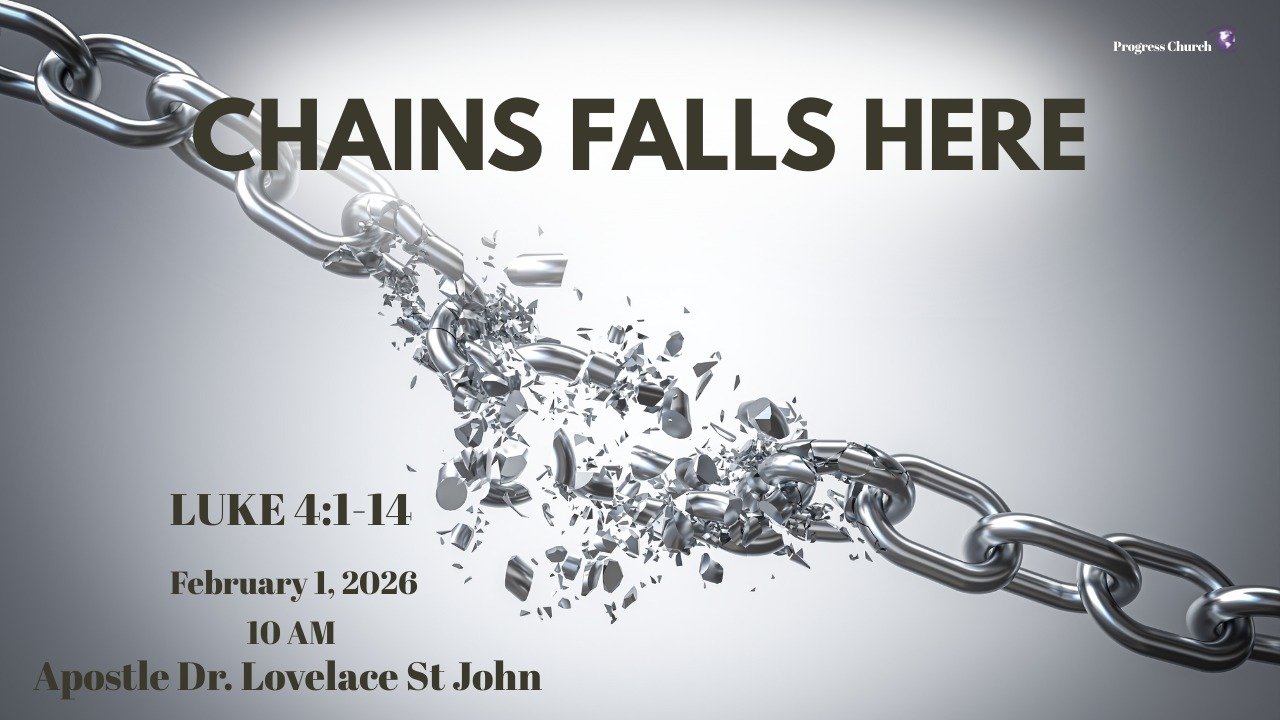 Progress Church
CHAINS FALLS HERE
LUKE 4:1-14
February 1, 2026
10 AM
Apostle Dr. Lovelace St John